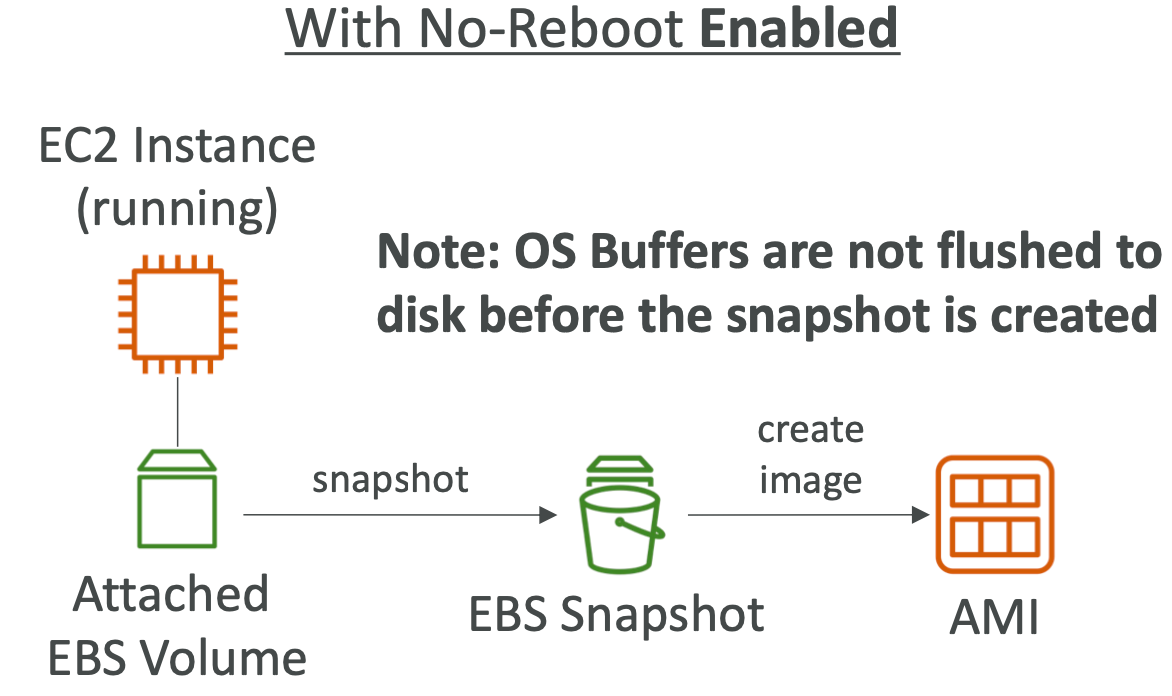 With No-Reboot Enabled
EC2 Instance
(running)
Note: OS Buffers are not flushed to
disk before the snapshot is created
snapshot
create
image
Attached
EBS Volume
EBS Snapshot
AMI